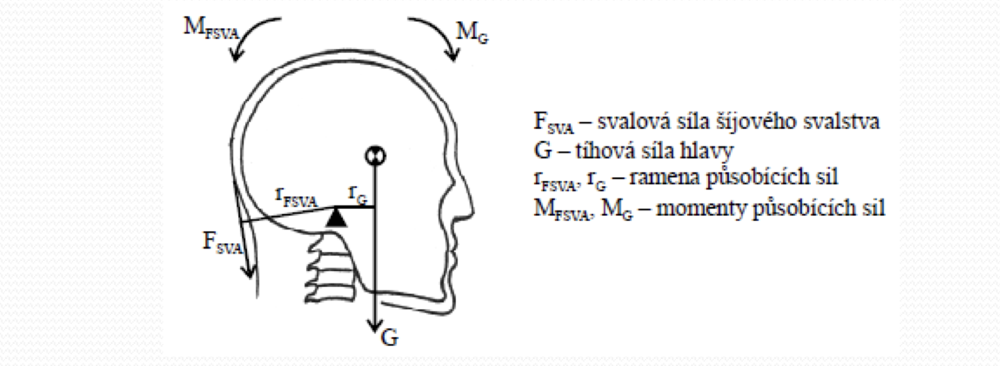 M_FSVA
M_G
F_SVA – svalová síla šíjového svalstva
G – tíhová síla hlavy
r_FSVA, r_G – ramena působících sil
M_FSVA, M_G – momenty působících sil
r_FSVA
r_G
F_SVA
G